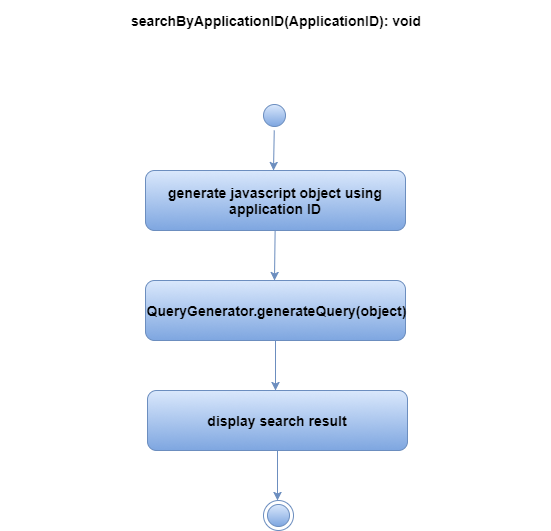 searchByApplicationID(ApplicationID): void
generate javascript object using
application ID
QueryGenerator.generateQuery(object)
display search result